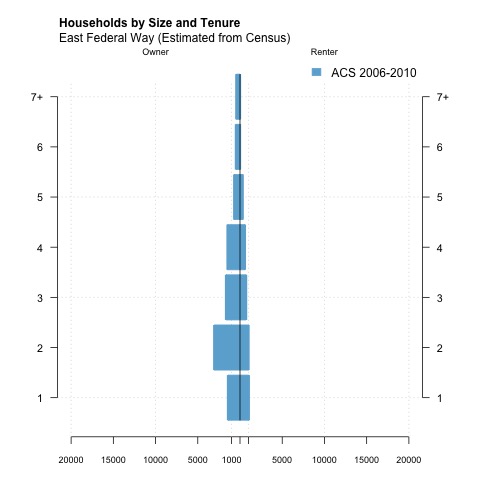 Households by Size and Tenure
East Federal Way (Estimated from Census)
Owner Renter
ACS 2006-2010
7+ 7+
6 6
5 5
4 4
3 3
2 2
1 1
20000 15000 10000 5000 1000 5000 10000 15000 20000